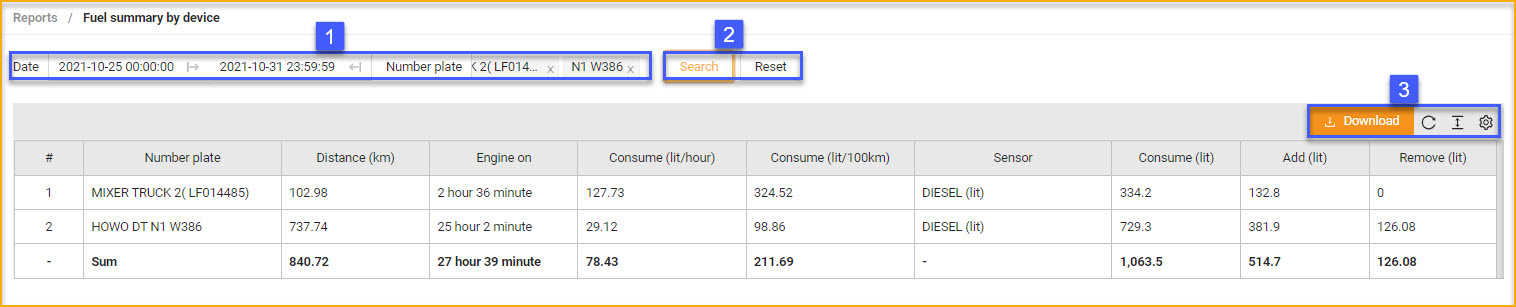 Reports / Fuel summary by device
1
2
Date 2021-10-25 00:00:00 2021-10-31 23:59:59 Number plate 2( LF014... x N1 W386 x Search Reset
3
Download
# Number plate Distance (km) Engine on Consume (lit/hour) Consume (lit/100km) Sensor Consume (lit) Add (lit) Remove (lit)
1 MIXER TRUCK 2( LF014485) 102.98 2 hour 36 minute 127.73 324.52 DIESEL (lit) 334.2 132.8 0
2 HOWO DT N1 W386 737.74 25 hour 2 minute 29.12 98.86 DIESEL (lit) 729.3 381.9 126.08
- Sum 840.72 27 hour 39 minute 78.43 211.69 - 1,063.5 514.7 126.08